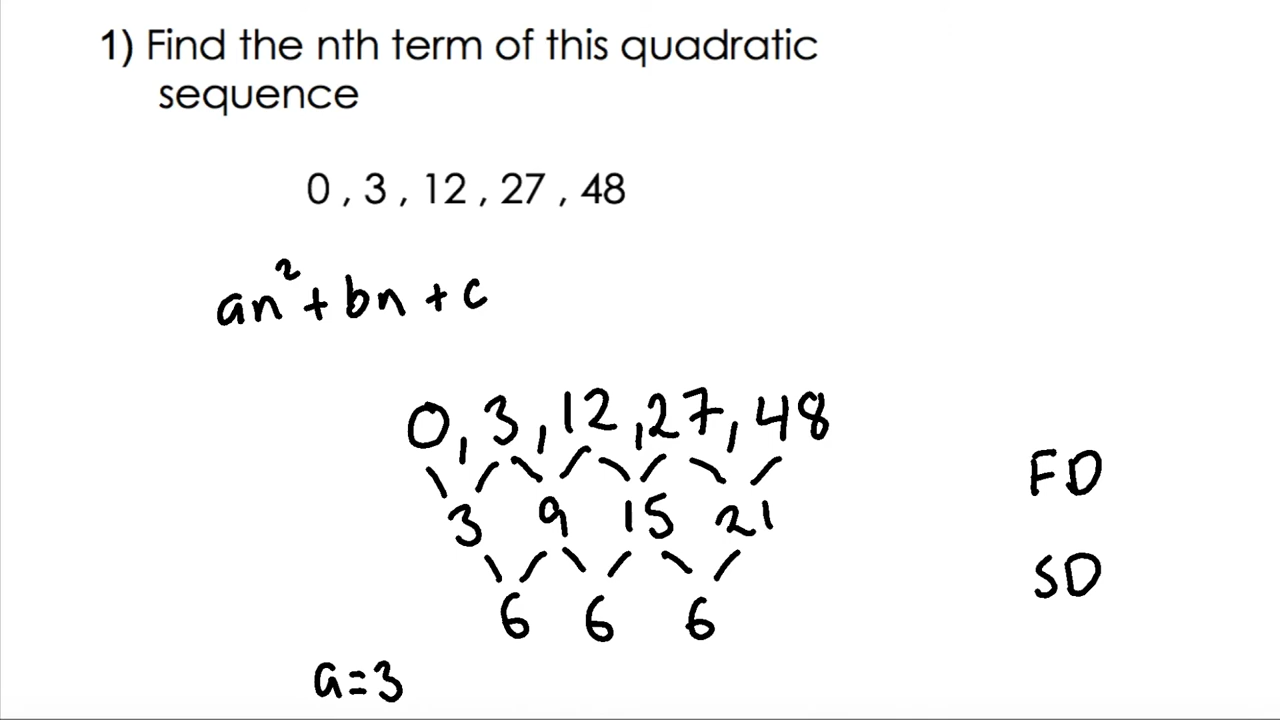 1) Find the nth term of this quadratic
sequence
0 , 3 , 12 , 27 , 48
an² + bn + c
0, 3, 12, 27, 48
3 9 15 21 FD
6 6 6 SD
a=3